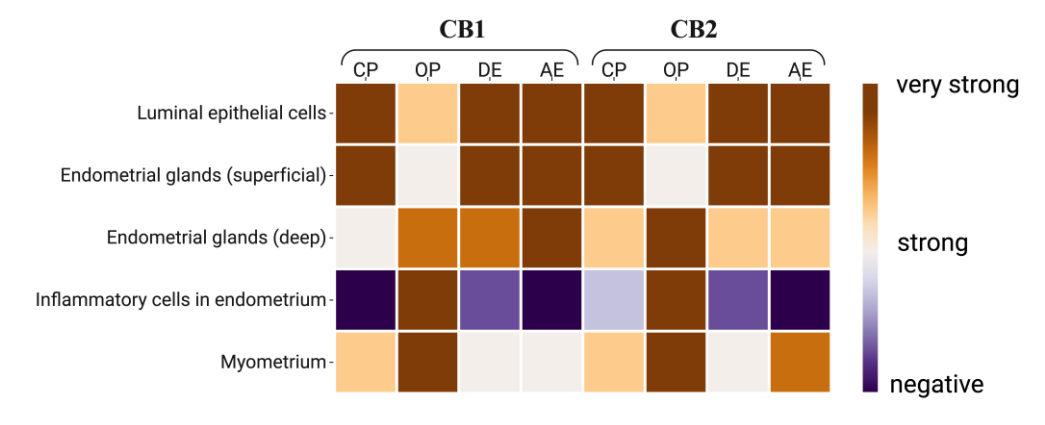 CB1 CB2
CP OP DE AE CP OP DE AE
very strong
Luminal epithelial cells
Endometrial glands (superficial)
Endometrial glands (deep)
strong
Inflammatory cells in endometrium
Myometrium
negative